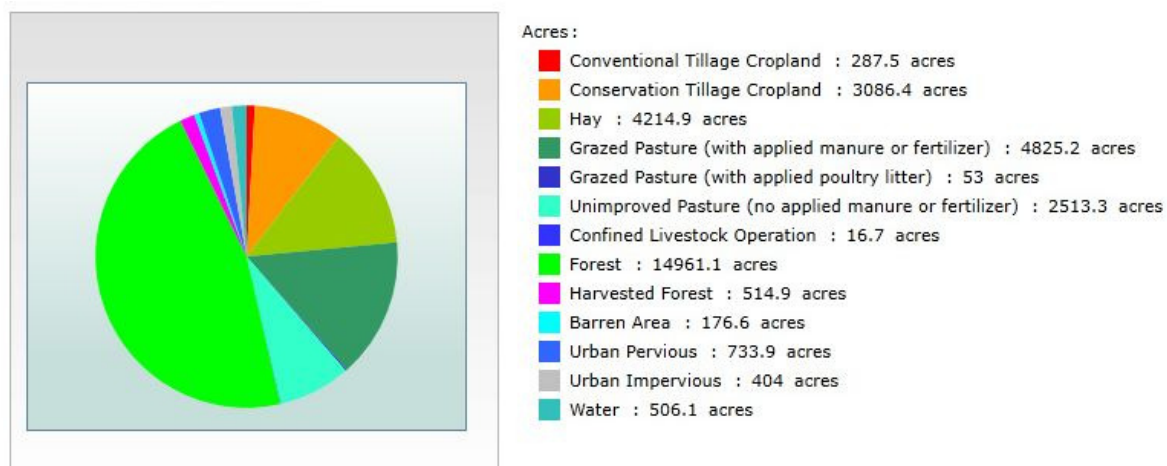 Acres:
Conventional Tillage Cropland : 287.5 acres
Conservation Tillage Cropland : 3086.4 acres
Hay : 4214.9 acres
Grazed Pasture (with applied manure or fertilizer) : 4825.2 acres
Grazed Pasture (with applied poultry litter) : 53 acres
Unimproved Pasture (no applied manure or fertilizer) : 2513.3 acres
Confined Livestock Operation : 16.7 acres
Forest : 14961.1 acres
Harvested Forest : 514.9 acres
Barren Area : 176.6 acres
Urban Pervious : 733.9 acres
Urban Impervious : 404 acres
Water : 506.1 acres